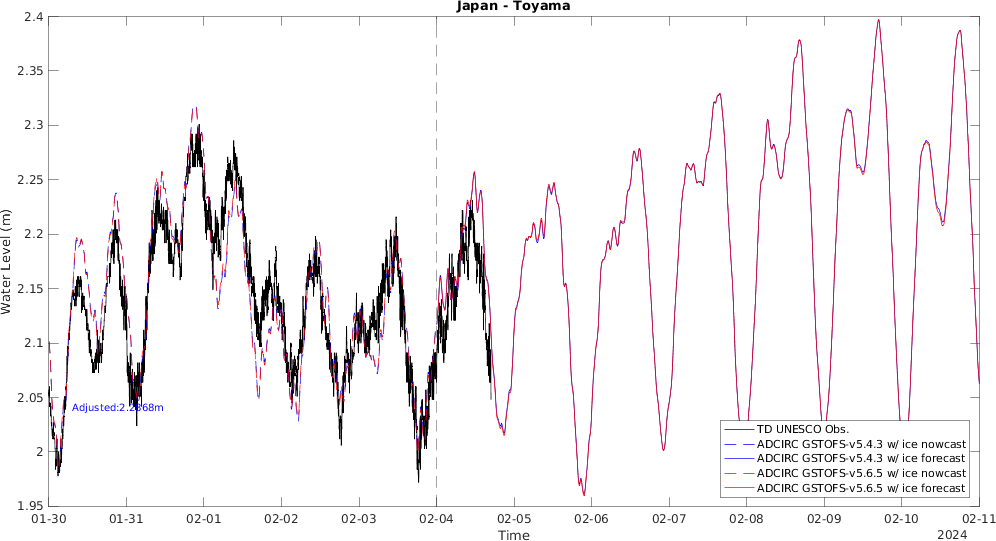 Japan - Toyama
Water Level (m)
2.4
2.35
2.3
2.25
2.2
2.15
2.1
2.05
2
1.95
Adjusted:2.2868m
TD UNESCO Obs.
ADCIRC GSTOFS-v5.4.3 w/ ice nowcast
ADCIRC GSTOFS-v5.4.3 w/ ice forecast
ADCIRC GSTOFS-v5.6.5 w/ ice nowcast
ADCIRC GSTOFS-v5.6.5 w/ ice forecast
01-30 01-31 02-01 02-02 02-03 02-04 02-05 02-06 02-07 02-08 02-09 02-10 02-11
Time
2024